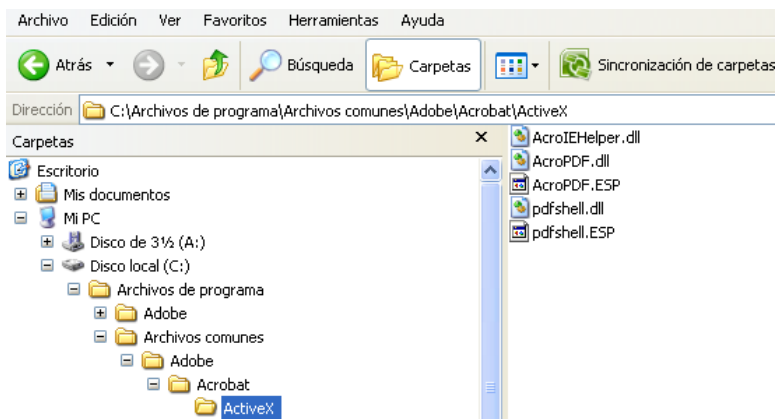 Archivo Edición Ver Favoritos Herramientas Ayuda
Atrás Búsqueda Carpetas Sincronización de carpetas
Dirección C:\Archivos de programa\Archivos comunes\Adobe\Acrobat\ActiveX
Carpetas
Escritorio
Mis documentos
Mi PC
Disco de 3½ (A:)
Disco local (C:)
Archivos de programa
Adobe
Archivos comunes
Adobe
Acrobat
ActiveX
AcroIEHelper.dll
AcroPDF.dll
AcroPDF.ESP
pdfshell.dll
pdfshell.ESP